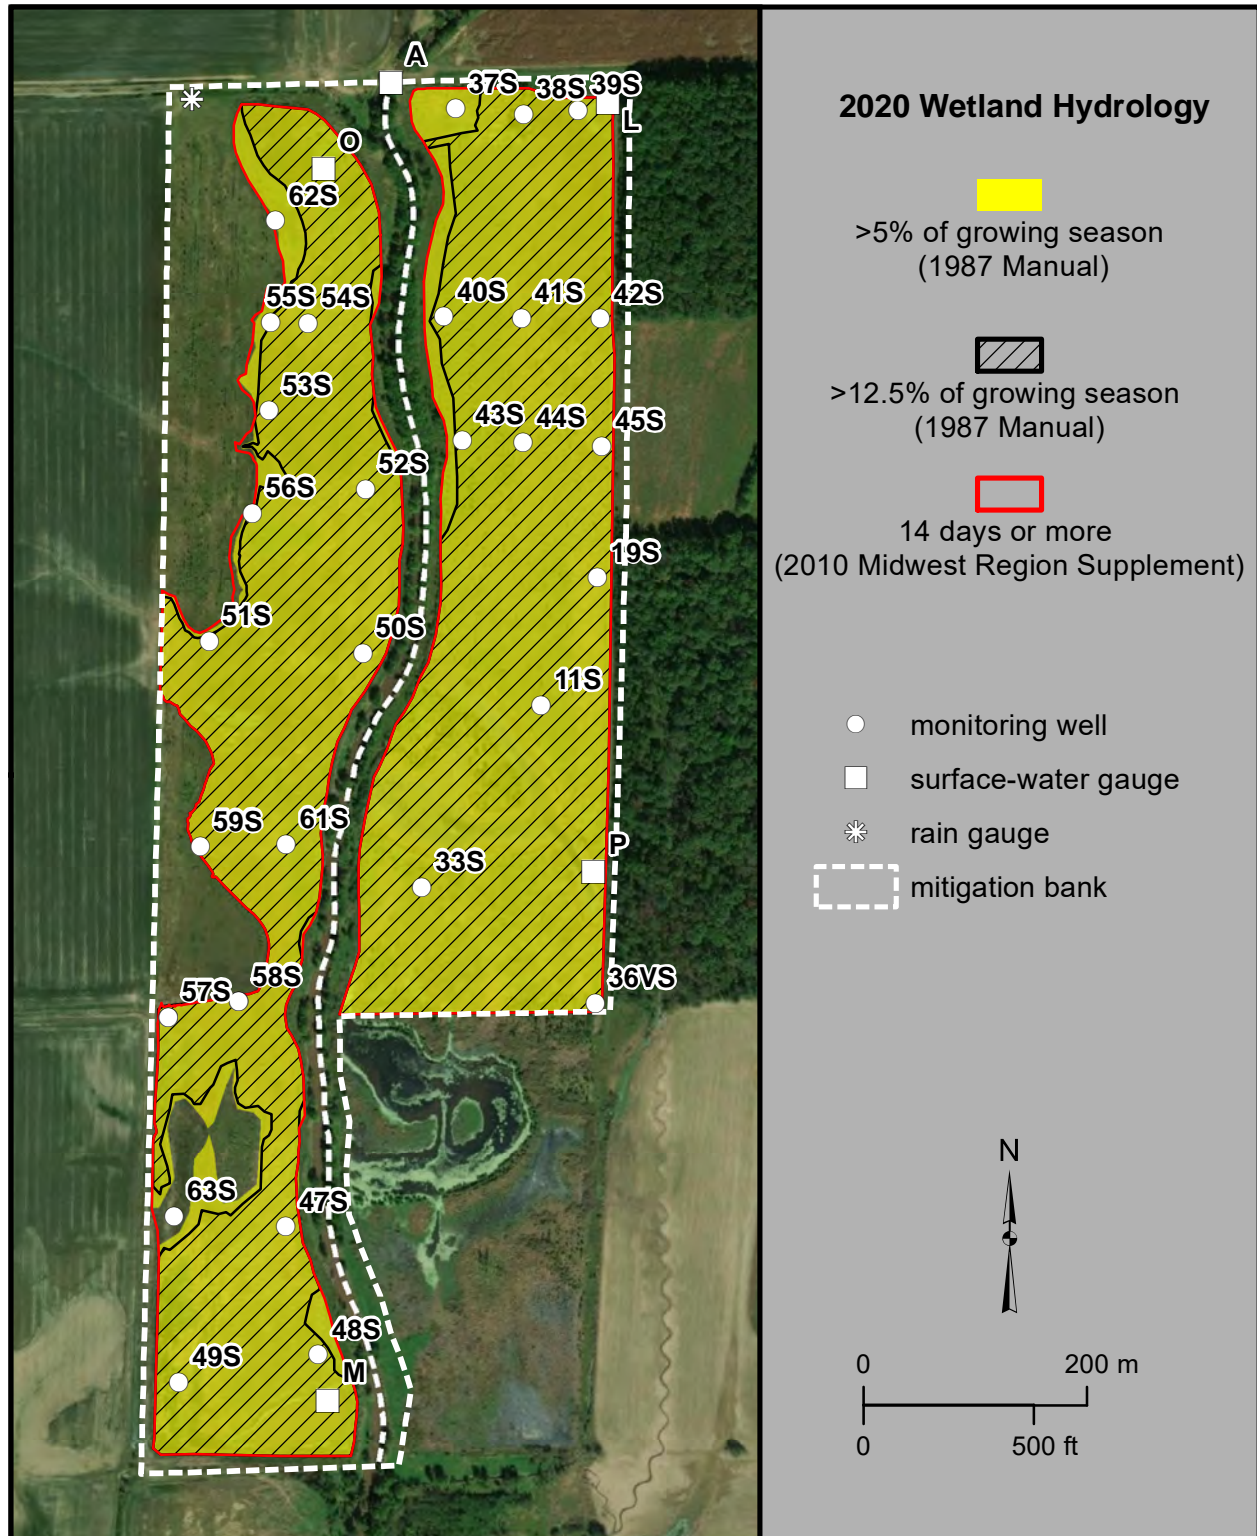 A
37S
38S
39S
L
O
62S
55S
54S
40S
41S
42S
53S
43S
44S
45S
52S
56S
19S
51S
50S
11S
59S
61S
33S
P
57S
58S
36VS
63S
47S
48S
49S
M
2020 Wetland Hydrology
>5% of growing season
(1987 Manual)
>12.5% of growing season
(1987 Manual)
14 days or more
(2010 Midwest Region Supplement)
monitoring well
surface-water gauge
rain gauge
mitigation bank
N
0 200 m
0 500 ft